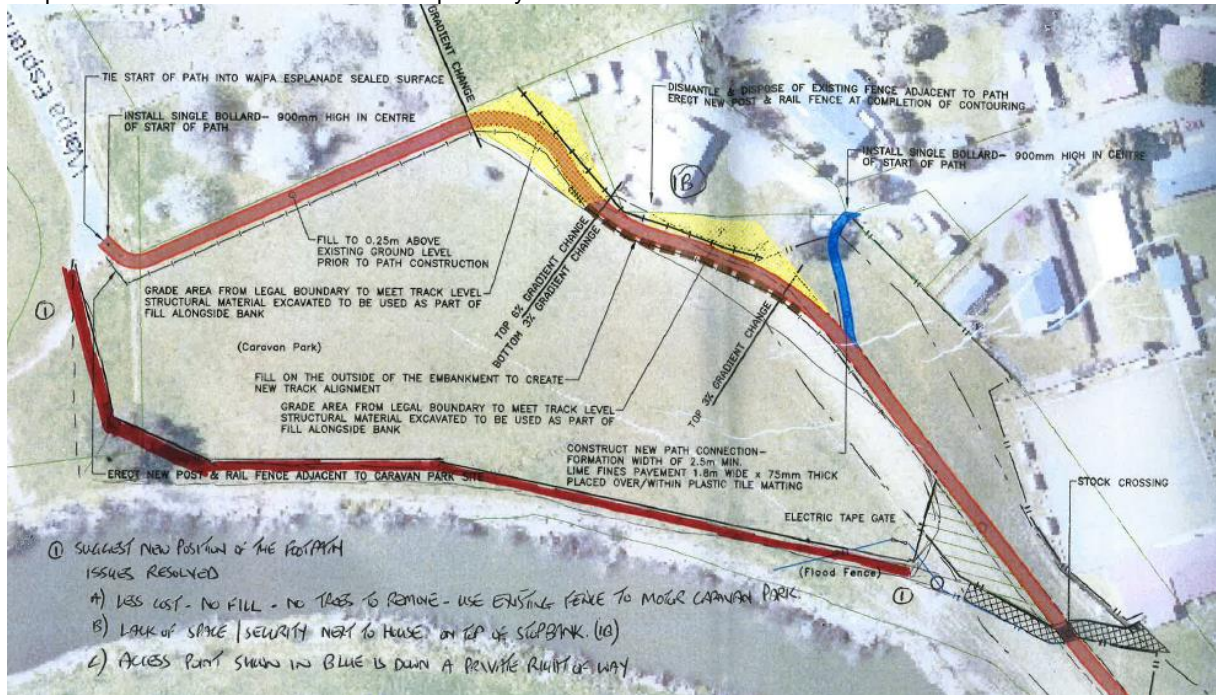 GRADIENT CHANGE
Waipa Esplan
TIE START OF PATH INTO WAIPA ESPLANADE SEALED SURFACE
INSTALL SINGLE BOLLARD- 900mm HIGH IN CENTRE
OF START OF PATH
DISMANTLE & DISPOSE OF EXISTING FENCE ADJACENT TO PATH
ERECT NEW POST & RAIL FENCE AT COMPLETION OF CONTOURING
INSTALL SINGLE BOLLARD- 900mm HIGH IN CENTRE
OF START OF PATH
1B
FILL TO 0.25m ABOVE
EXISTING GROUND LEVEL
PRIOR TO PATH CONSTRUCTION
GRADE AREA FROM LEGAL BOUNDARY TO MEET TRACK LEVEL
STRUCTURAL MATERIAL EXCAVATED TO BE USED AS PART OF
FILL ALONGSIDE BANK
TOP 6% GRADIENT CHANGE
BOTTOM 3% GRADIENT CHANGE
①
(Caravan Park)
FILL ON THE OUTSIDE OF THE EMBANKMENT TO CREATE
NEW TRACK ALIGNMENT
TOP 3% GRADIENT CHANGE
GRADE AREA FROM LEGAL BOUNDARY TO MEET TRACK LEVEL
STRUCTURAL MATERIAL EXCAVATED TO BE USED AS PART OF
FILL ALONGSIDE BANK
CONSTRUCT NEW PATH CONNECTION-
FORMATION WIDTH OF 2.5m MIN.
LIME FINES PAVEMENT 1.8m WIDE x 75mm THICK
PLACED OVER/WITHIN PLASTIC TILE MATTING
ERECT NEW POST & RAIL FENCE ADJACENT TO CARAVAN PARK SITE
STOCK CROSSING
ELECTRIC TAPE GATE
(Flood Fence)
①
① SUGGEST NEW POSITION OF THE FOOTPATH
ISSUES RESOLVED
A) LESS COST - NO FILL - NO TREES TO REMOVE - USE EXISTING FENCE TO MOTOR CARAVAN PARK.
B) LACK OF SPACE / SECURITY NEXT TO HOUSE. ON TOP OF STOPBANK. (1B)
C) ACCESS POINT SHOWN IN BLUE IS DOWN A PRIVATE RIGHT OF WAY